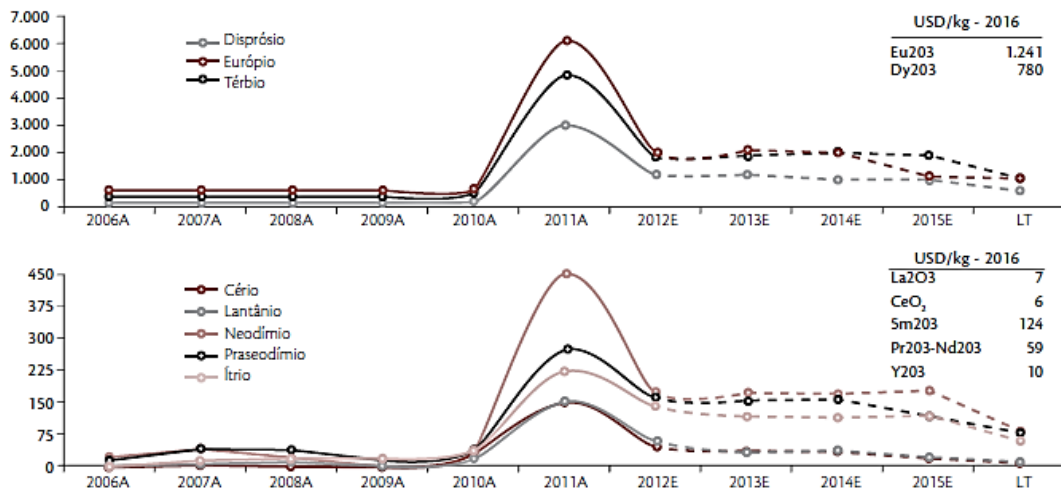 7.000
6.000
5.000
4.000
3.000
2.000
1.000
0
Disprósio
Európio
Térbio
USD/kg - 2016
Eu203 1.241
Dy203 780
2006A 2007A 2008A 2009A 2010A 2011A 2012E 2013E 2014E 2015E LT
450
375
300
225
150
75
0
Cério
Lantânio
Neodímio
Praseodímio
Ítrio
USD/kg - 2016
La2O3 7
CeO₂ 6
Sm203 124
Pr203-Nd203 59
Y203 10
2006A 2007A 2008A 2009A 2010A 2011A 2012E 2013E 2014E 2015E LT